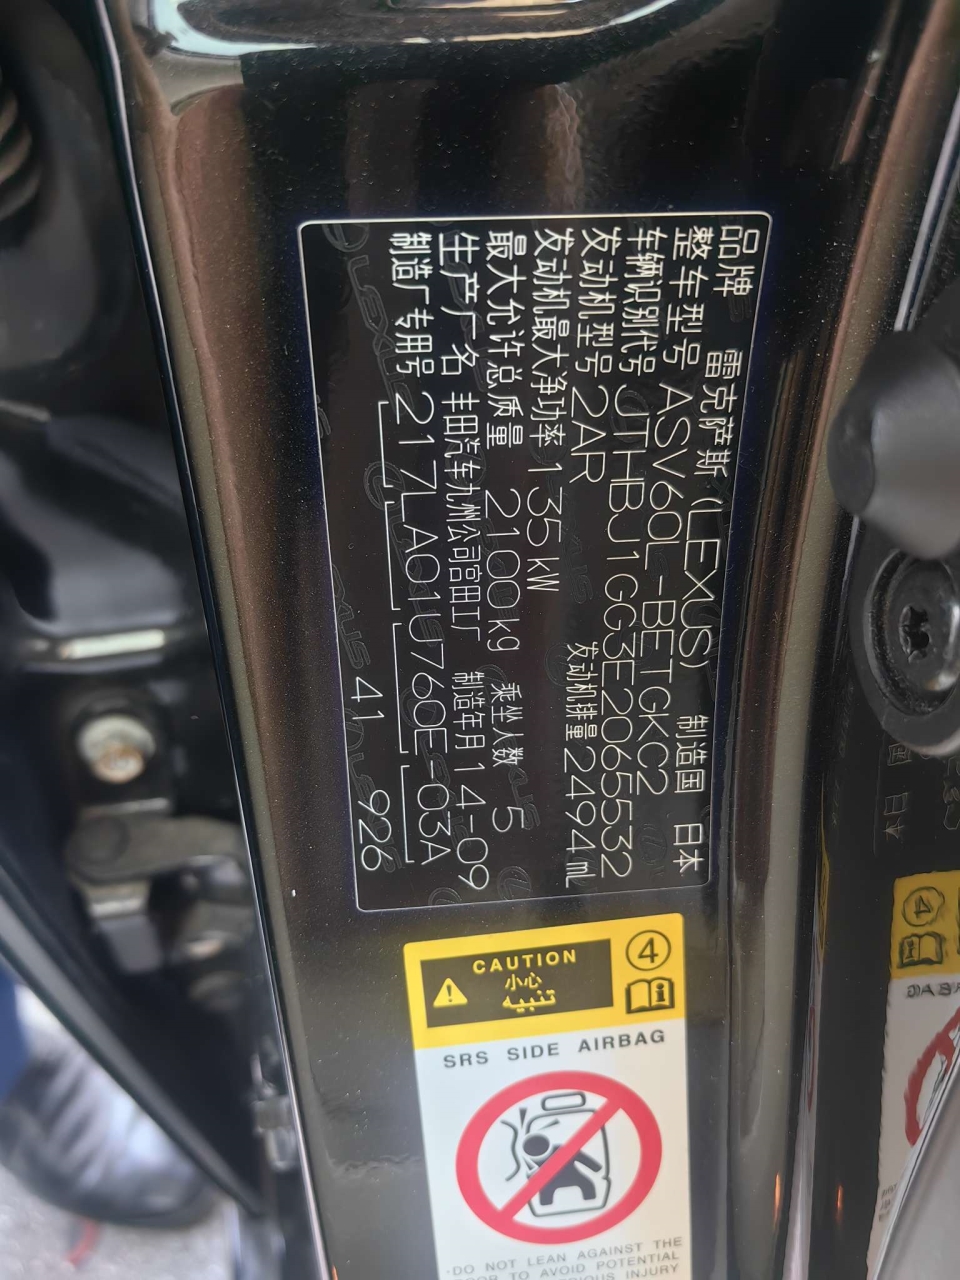 品牌 雷克萨斯 (LEXUS) 制造国 日本
整车型号 ASV60L-BETGKC2
车辆识别代号 JTHBJ1GG3E2065532
发动机型号 2AR 发动机排量 2494mL
发动机最大净功率 135kW
最大允许总质量 2100kg 乘坐人数 5
生产厂名 丰田汽车九州公司宫田工厂 制造年月 14-09
制造厂专用号 217LA01U760E-03A
41 926
CAUTION
小心
تنبيه
4
SRS SIDE AIRBAG
-DO NOT LEAN AGAINST THE
DOOR TO AVOID POTENTIAL
SERIOUS INJURY